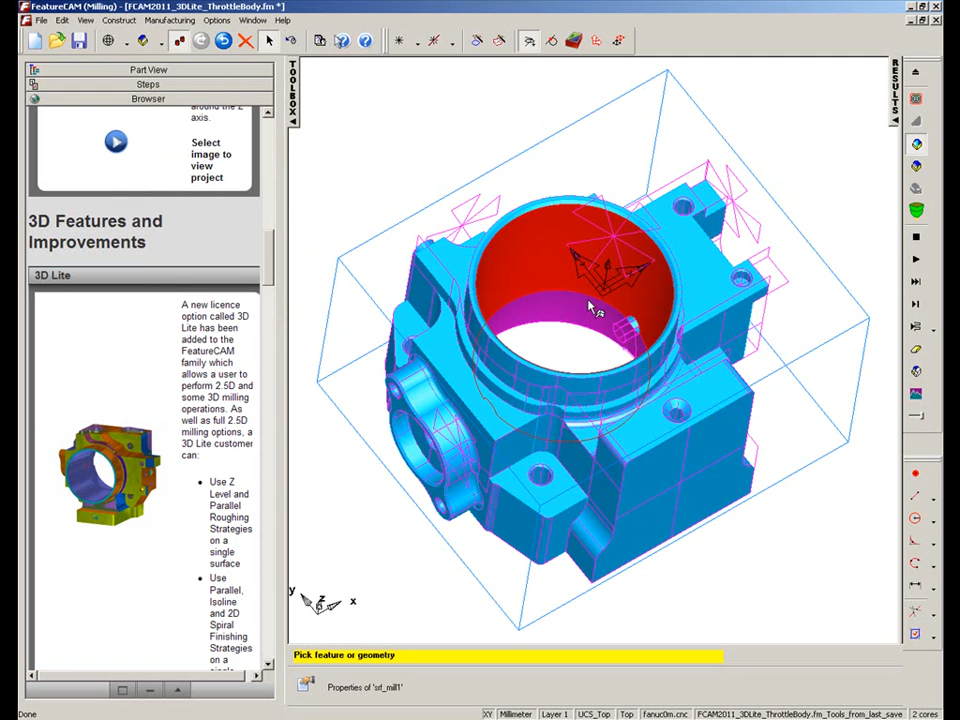 FeatureCAM (Milling) - [FCAM2011_3DLite_ThrottleBody.fm *]
File Edit View Construct Manufacturing Options Window Help
Part View
Steps
Browser
around the Z
axis.
Select
image to
view
project
3D Features and
Improvements
3D Lite
A new licence
option called 3D
Lite has been
added to the
FeatureCAM
family which
allows a user to
perform 2.5D and
some 3D milling
operations. As
well as full 2.5D
milling options, a
3D Lite customer
can:
Use Z
Level and
Parallel
Roughing
Strategies
on a
single
surface
Use
Parallel,
Isoline
and 2D
Spiral
Finishing
Strategies
on a
TOOLBOX
RESULTS
y
z
x
Pick feature or geometry
Properties of 'srf_mill1'
Done
XY Millimeter Layer 1 UCS_Top Top fanuc0m.cnc FCAM2011_3DLite_ThrottleBody.fm_Tools_from_last_save 2 cores